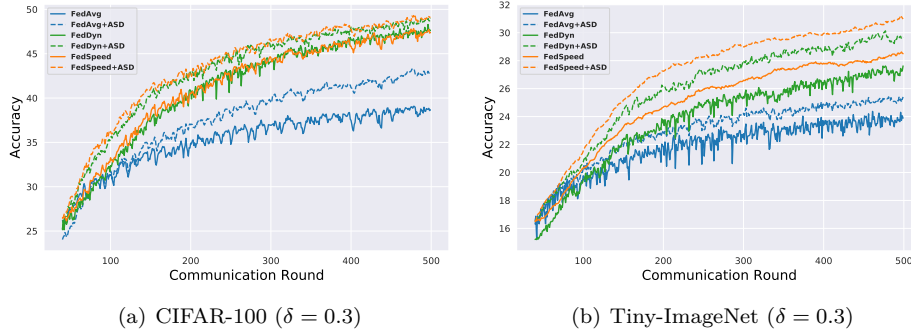 FedAvg
FedAvg+ASD
FedDyn
FedDyn+ASD
FedSpeed
FedSpeed+ASD
50
45
40
35
30
25
Accuracy
100
200
300
400
500
Communication Round
(a) CIFAR-100 (δ = 0.3)
FedAvg
FedAvg+ASD
FedDyn
FedDyn+ASD
FedSpeed
FedSpeed+ASD
32
30
28
26
24
22
20
18
16
Accuracy
100
200
300
400
500
Communication Round
(b) Tiny-ImageNet (δ = 0.3)